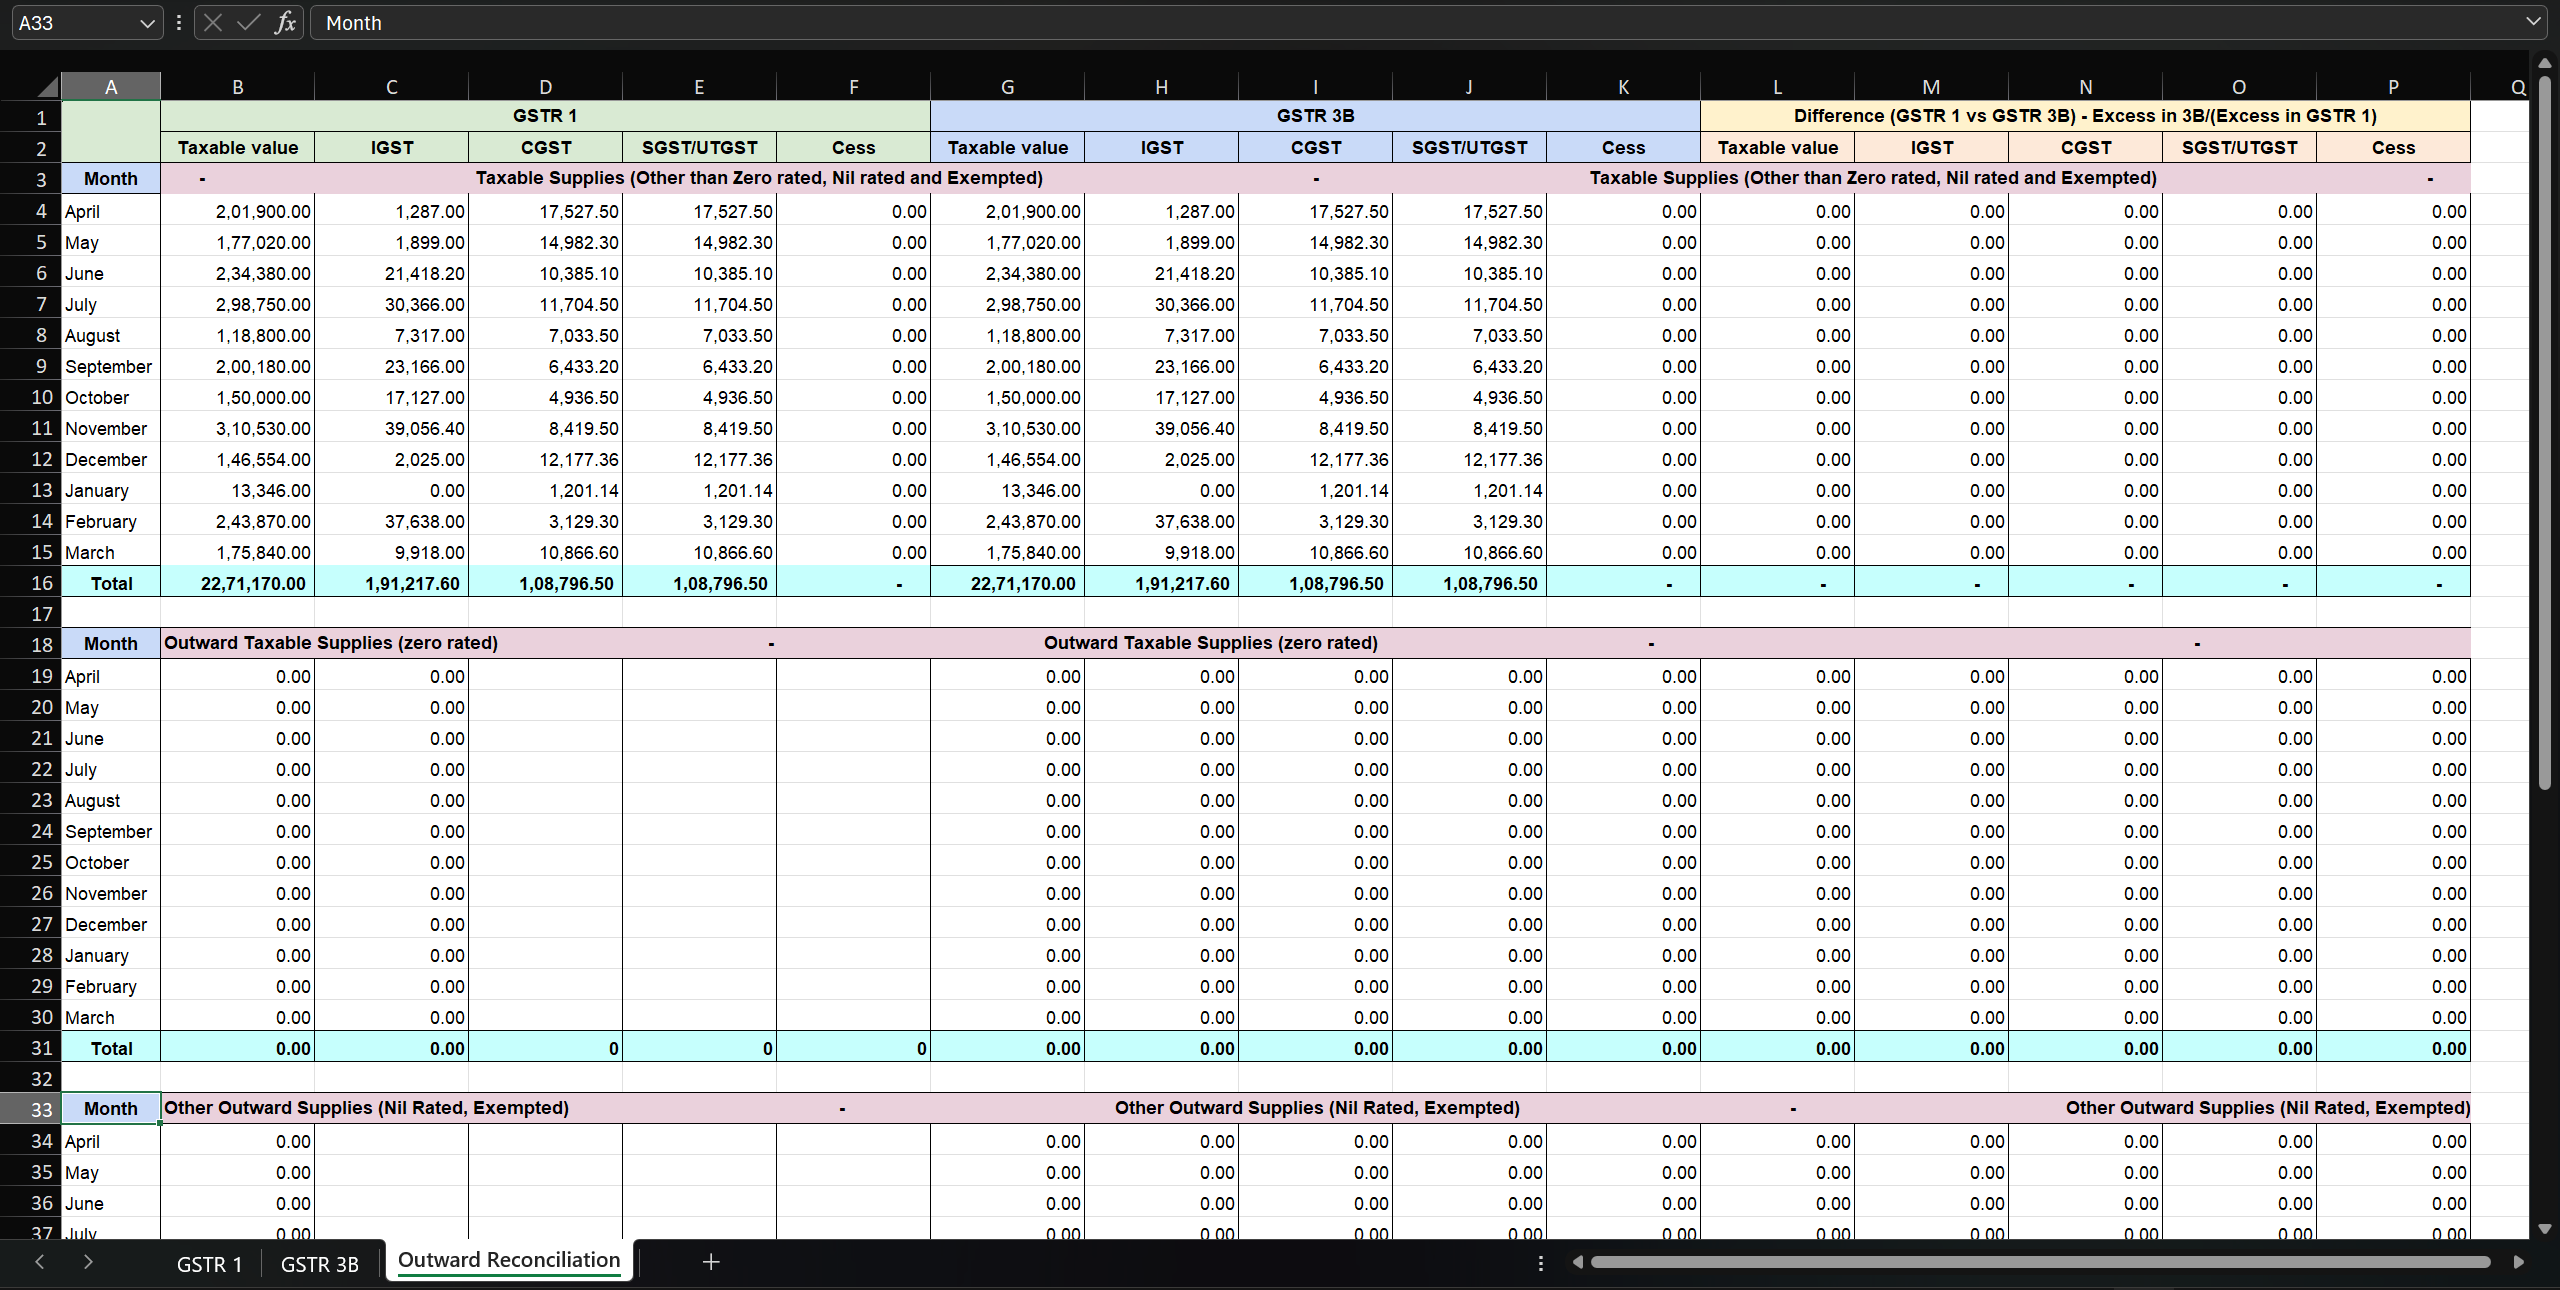 A33 fx Month
A B C D E F G H I J K L M N O P Q
1 GSTR 1 GSTR 3B Difference (GSTR 1 vs GSTR 3B) - Excess in 3B/(Excess in GSTR 1)
2 Taxable value IGST CGST SGST/UTGST Cess Taxable value IGST CGST SGST/UTGST Cess Taxable value IGST CGST SGST/UTGST Cess
3 Month - Taxable Supplies (Other than Zero rated, Nil rated and Exempted) - Taxable Supplies (Other than Zero rated, Nil rated and Exempted) -
4 April 2,01,900.00 1,287.00 17,527.50 17,527.50 0.00 2,01,900.00 1,287.00 17,527.50 17,527.50 0.00 0.00 0.00 0.00 0.00 0.00
5 May 1,77,020.00 1,899.00 14,982.30 14,982.30 0.00 1,77,020.00 1,899.00 14,982.30 14,982.30 0.00 0.00 0.00 0.00 0.00 0.00
6 June 2,34,380.00 21,418.20 10,385.10 10,385.10 0.00 2,34,380.00 21,418.20 10,385.10 10,385.10 0.00 0.00 0.00 0.00 0.00 0.00
7 July 2,98,750.00 30,366.00 11,704.50 11,704.50 0.00 2,98,750.00 30,366.00 11,704.50 11,704.50 0.00 0.00 0.00 0.00 0.00 0.00
8 August 1,18,800.00 7,317.00 7,033.50 7,033.50 0.00 1,18,800.00 7,317.00 7,033.50 7,033.50 0.00 0.00 0.00 0.00 0.00 0.00
9 September 2,00,180.00 23,166.00 6,433.20 6,433.20 0.00 2,00,180.00 23,166.00 6,433.20 6,433.20 0.00 0.00 0.00 0.00 0.00 0.00
10 October 1,50,000.00 17,127.00 4,936.50 4,936.50 0.00 1,50,000.00 17,127.00 4,936.50 4,936.50 0.00 0.00 0.00 0.00 0.00 0.00
11 November 3,10,530.00 39,056.40 8,419.50 8,419.50 0.00 3,10,530.00 39,056.40 8,419.50 8,419.50 0.00 0.00 0.00 0.00 0.00 0.00
12 December 1,46,554.00 2,025.00 12,177.36 12,177.36 0.00 1,46,554.00 2,025.00 12,177.36 12,177.36 0.00 0.00 0.00 0.00 0.00 0.00
13 January 13,346.00 0.00 1,201.14 1,201.14 0.00 13,346.00 0.00 1,201.14 1,201.14 0.00 0.00 0.00 0.00 0.00 0.00
14 February 2,43,870.00 37,638.00 3,129.30 3,129.30 0.00 2,43,870.00 37,638.00 3,129.30 3,129.30 0.00 0.00 0.00 0.00 0.00 0.00
15 March 1,75,840.00 9,918.00 10,866.60 10,866.60 0.00 1,75,840.00 9,918.00 10,866.60 10,866.60 0.00 0.00 0.00 0.00 0.00 0.00
16 Total 22,71,170.00 1,91,217.60 1,08,796.50 1,08,796.50 - 22,71,170.00 1,91,217.60 1,08,796.50 1,08,796.50 - - - - - -
17
18 Month Outward Taxable Supplies (zero rated) - Outward Taxable Supplies (zero rated) - -
19 April 0.00 0.00 0.00 0.00 0.00 0.00 0.00 0.00 0.00 0.00 0.00 0.00
20 May 0.00 0.00 0.00 0.00 0.00 0.00 0.00 0.00 0.00 0.00 0.00 0.00
21 June 0.00 0.00 0.00 0.00 0.00 0.00 0.00 0.00 0.00 0.00 0.00 0.00
22 July 0.00 0.00 0.00 0.00 0.00 0.00 0.00 0.00 0.00 0.00 0.00 0.00
23 August 0.00 0.00 0.00 0.00 0.00 0.00 0.00 0.00 0.00 0.00 0.00 0.00
24 September 0.00 0.00 0.00 0.00 0.00 0.00 0.00 0.00 0.00 0.00 0.00 0.00
25 October 0.00 0.00 0.00 0.00 0.00 0.00 0.00 0.00 0.00 0.00 0.00 0.00
26 November 0.00 0.00 0.00 0.00 0.00 0.00 0.00 0.00 0.00 0.00 0.00 0.00
27 December 0.00 0.00 0.00 0.00 0.00 0.00 0.00 0.00 0.00 0.00 0.00 0.00
28 January 0.00 0.00 0.00 0.00 0.00 0.00 0.00 0.00 0.00 0.00 0.00 0.00
29 February 0.00 0.00 0.00 0.00 0.00 0.00 0.00 0.00 0.00 0.00 0.00 0.00
30 March 0.00 0.00 0.00 0.00 0.00 0.00 0.00 0.00 0.00 0.00 0.00 0.00
31 Total 0.00 0.00 0 0 0 0.00 0.00 0.00 0.00 0.00 0.00 0.00 0.00 0.00 0.00
32
33 Month Other Outward Supplies (Nil Rated, Exempted) - Other Outward Supplies (Nil Rated, Exempted) - Other Outward Supplies (Nil Rated, Exempted)
34 April 0.00 0.00 0.00 0.00 0.00 0.00 0.00 0.00 0.00 0.00 0.00
35 May 0.00 0.00 0.00 0.00 0.00 0.00 0.00 0.00 0.00 0.00 0.00
36 June 0.00 0.00 0.00 0.00 0.00 0.00 0.00 0.00 0.00 0.00 0.00
37 July 0.00 0.00 0.00 0.00 0.00 0.00 0.00 0.00 0.00 0.00 0.00
GSTR 1 GSTR 3B Outward Reconciliation +